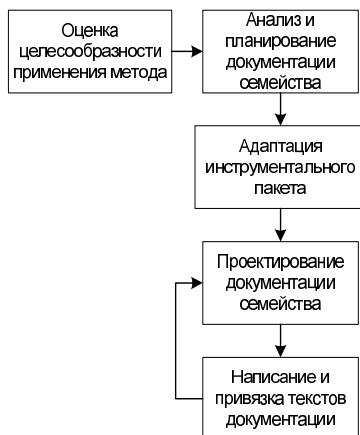 Оценка
целесообразности
применения метода
Анализ и
планирование
документации
семейства
Адаптация
инструментального
пакета
Проектирование
документации
семейства
Написание и
привязка текстов
документации